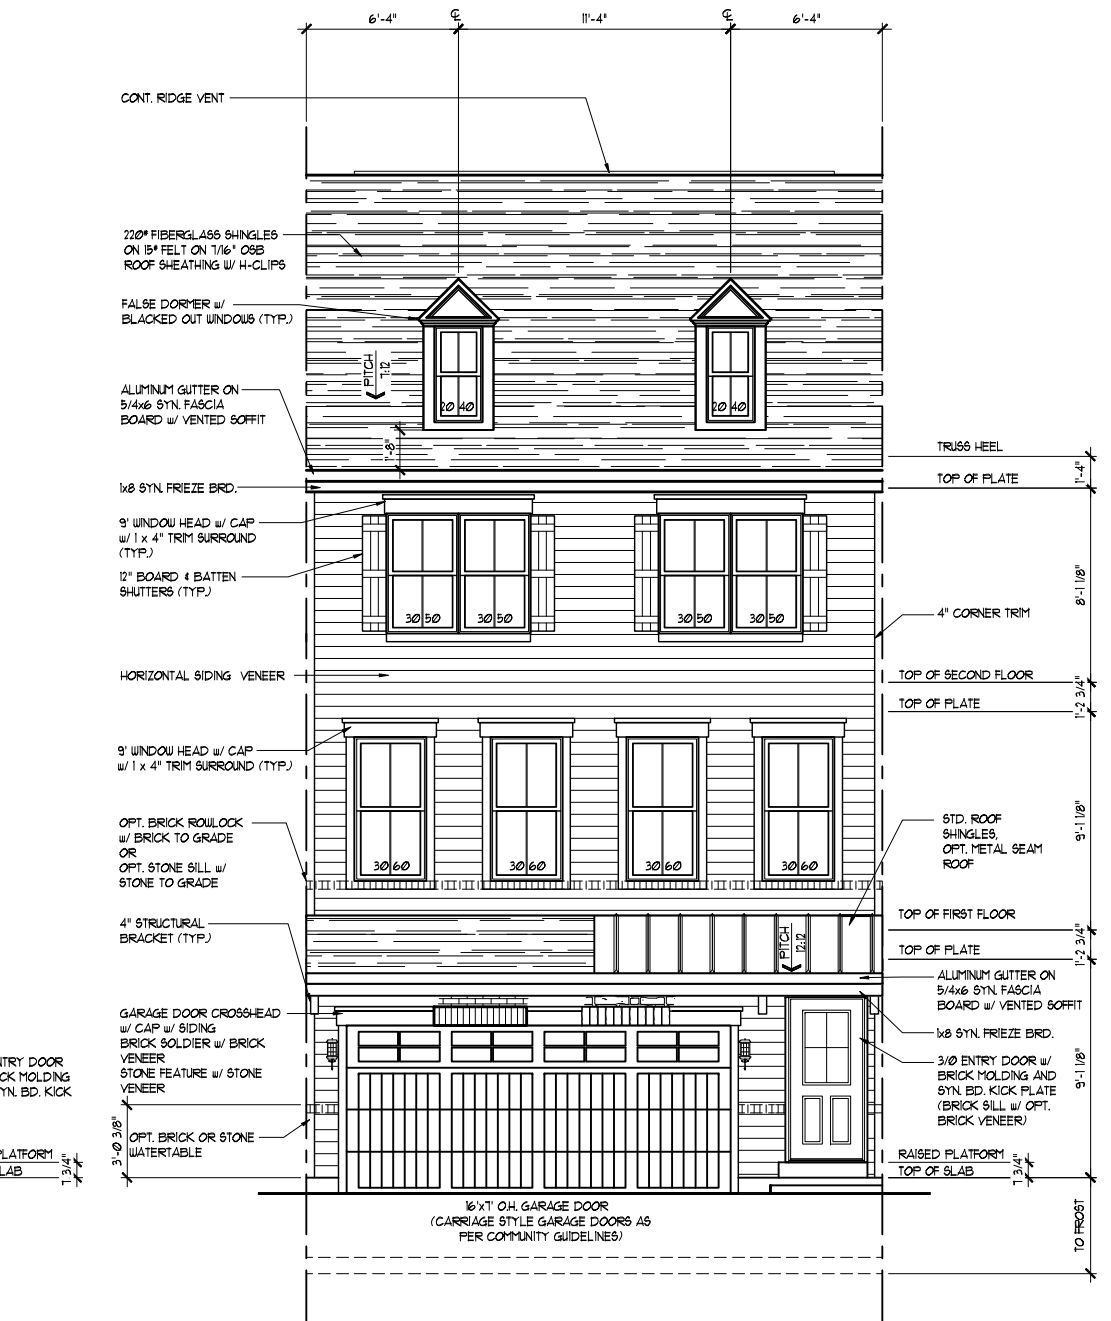 6'-4"
℄
11'-4"
℄
6'-4"
CONT. RIDGE VENT
220# FIBERGLASS SHINGLES
ON 15# FELT ON 7/16" OSB
ROOF SHEATHING W/ H-CLIPS
FALSE DORMER w/
BLACKED OUT WINDOWS (TYP.)
PITCH
7:12
20 40
20 40
ALUMINUM GUTTER ON
5/4x6 SYN. FASCIA
BOARD w/ VENTED SOFFIT
1'-8"
TRUSS HEEL
1'-4"
TOP OF PLATE
1x8 SYN. FRIEZE BRD.
9' WINDOW HEAD w/ CAP
w/ 1 x 4" TRIM SURROUND
(TYP.)
12" BOARD & BATTEN
SHUTTERS (TYP.)
30 50
30 50
30 50
30 50
8'-1 1/8"
4" CORNER TRIM
HORIZONTAL SIDING VENEER
TOP OF SECOND FLOOR
1'-2 3/4"
TOP OF PLATE
9' WINDOW HEAD w/ CAP
w/ 1 x 4" TRIM SURROUND (TYP.)
OPT. BRICK ROWLOCK
w/ BRICK TO GRADE
OR
OPT. STONE SILL w/
STONE TO GRADE
30 60
30 60
30 60
30 60
STD. ROOF
SHINGLES,
OPT. METAL SEAM
ROOF
9'-1 1/8"
4" STRUCTURAL
BRACKET (TYP.)
PITCH
12:12
TOP OF FIRST FLOOR
1'-2 3/4"
TOP OF PLATE
ALUMINUM GUTTER ON
5/4x6 SYN. FASCIA
BOARD w/ VENTED SOFFIT
1x8 SYN. FRIEZE BRD.
GARAGE DOOR CROSSHEAD
w/ CAP w/ SIDING
BRICK SOLDIER w/ BRICK
VENEER
STONE FEATURE w/ STONE
VENEER
3/0 ENTRY DOOR w/
BRICK MOLDING AND
SYN. BD. KICK PLATE
(BRICK SILL w/ OPT.
BRICK VENEER)
9'-1 1/8"
NTRY DOOR
CK MOLDING
YN. BD. KICK
3'-0 3/8"
OPT. BRICK OR STONE
WATERTABLE
PLATFORM
LAB
7 3/4"
RAISED PLATFORM
TOP OF SLAB
7 3/4"
16'x7' O.H. GARAGE DOOR
(CARRIAGE STYLE GARAGE DOORS AS
PER COMMUNITY GUIDELINES)
TO FROST